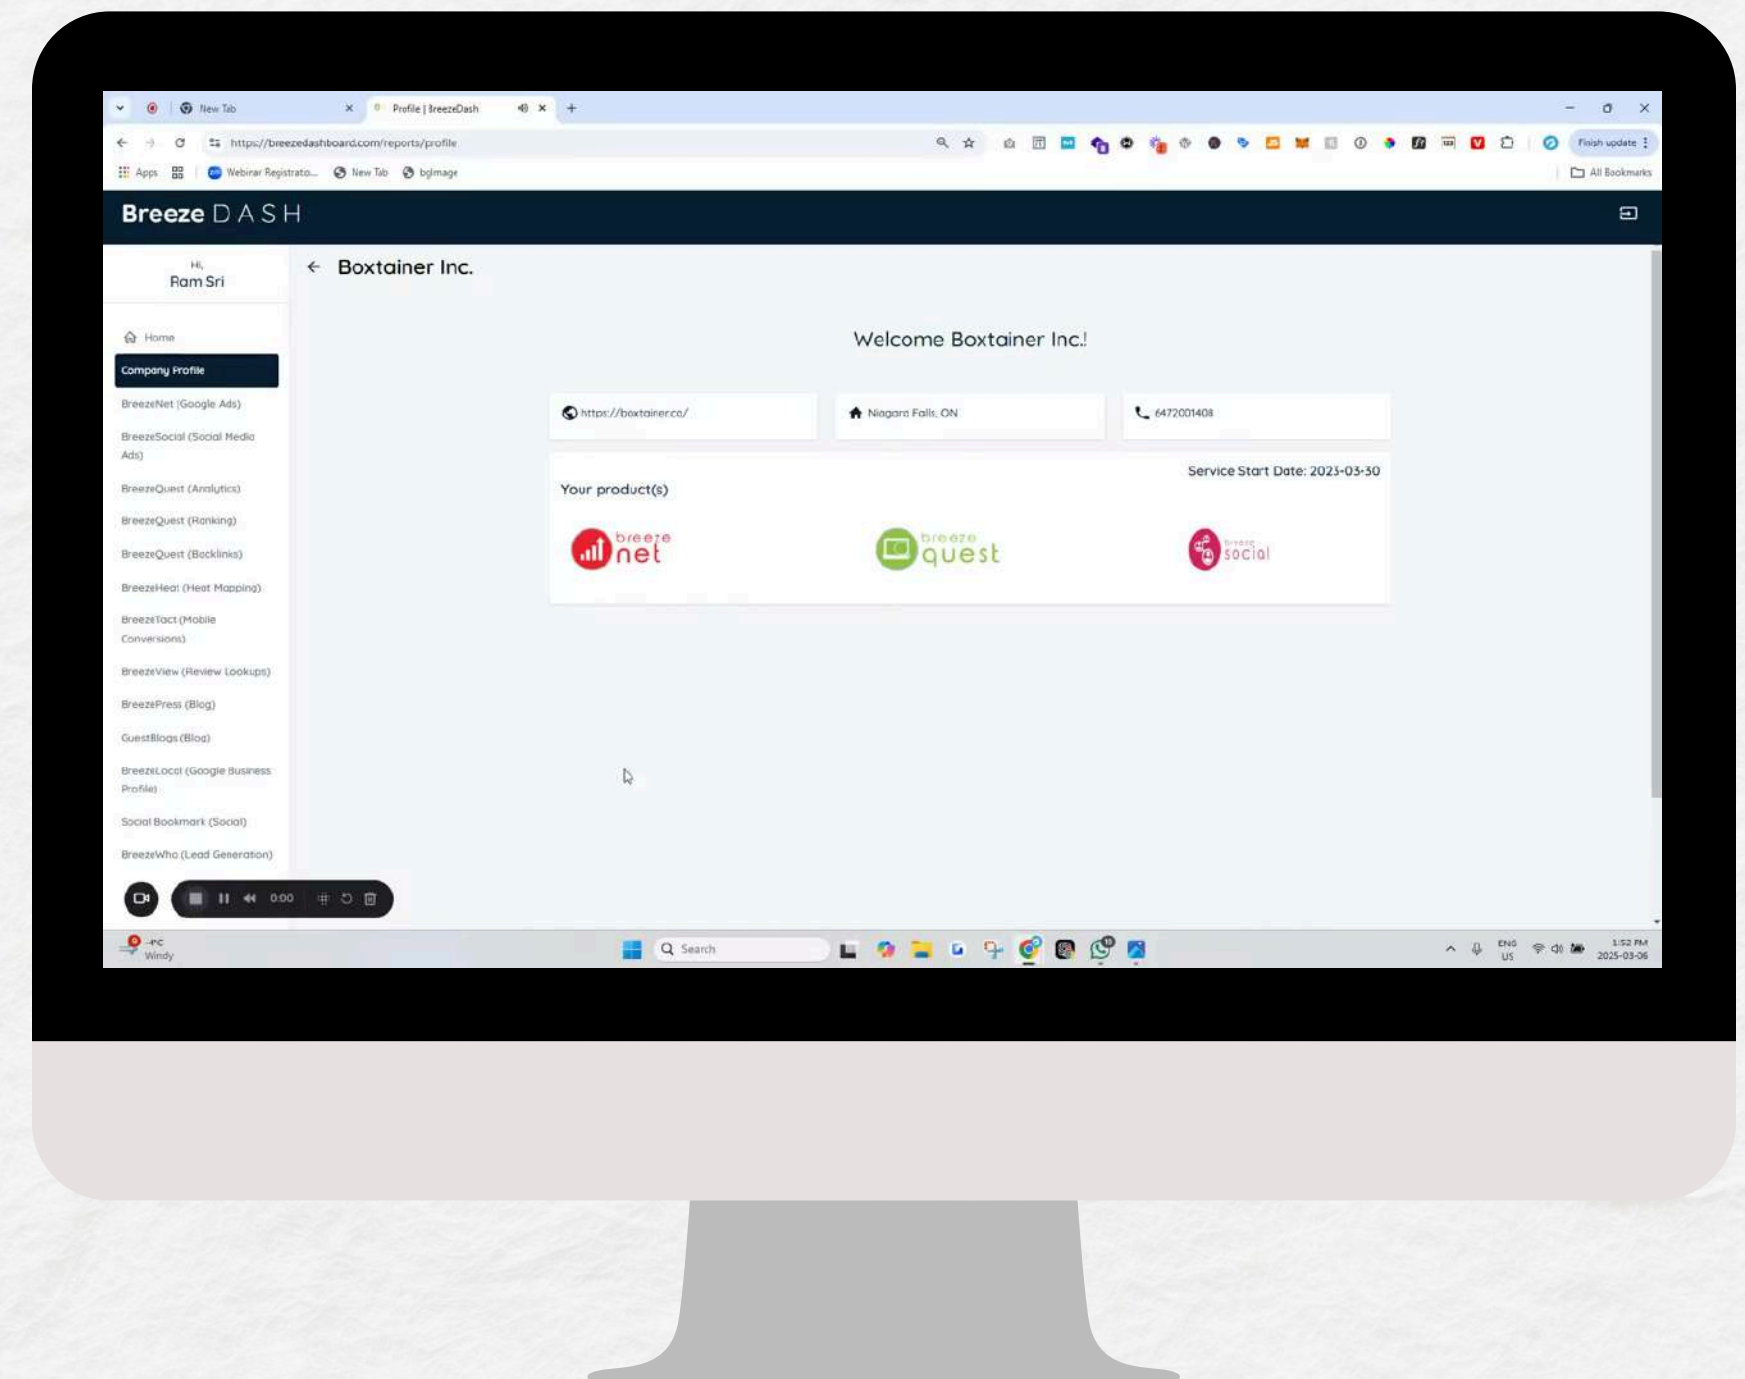 New Tab
Profile | BreezeDash
https://breezedashboard.com/reports/profile
Finish update
Apps
Webinar Registratio...
New Tab
bgImage
All Bookmarks
Breeze DASH
Hi,
Ram Sri
Boxtainer Inc.
Home
Company Profile
BreezeNet (Google Ads)
BreezeSocial (Social Media
Ads)
BreezeQuest (Analytics)
BreezeQuest (Ranking)
BreezeQuest (Backlinks)
BreezeHeat (Heat Mapping)
BreezeTact (Mobile
Conversions)
BreezeView (Review Lookups)
BreezePress (Blog)
GuestBlogs (Blog)
BreezeLocal (Google Business
Profile)
Social Bookmark (Social)
BreezeWho (Lead Generation)
Welcome Boxtainer Inc.!
https://boxtainer.ca/
Niagara Falls, ON
6472001408
Service Start Date: 2023-03-30
Your product(s)
breeze
net
breeze
quest
breeze
social
0:00
Windy
Search
ENG
US
1:52 PM
2025-03-06